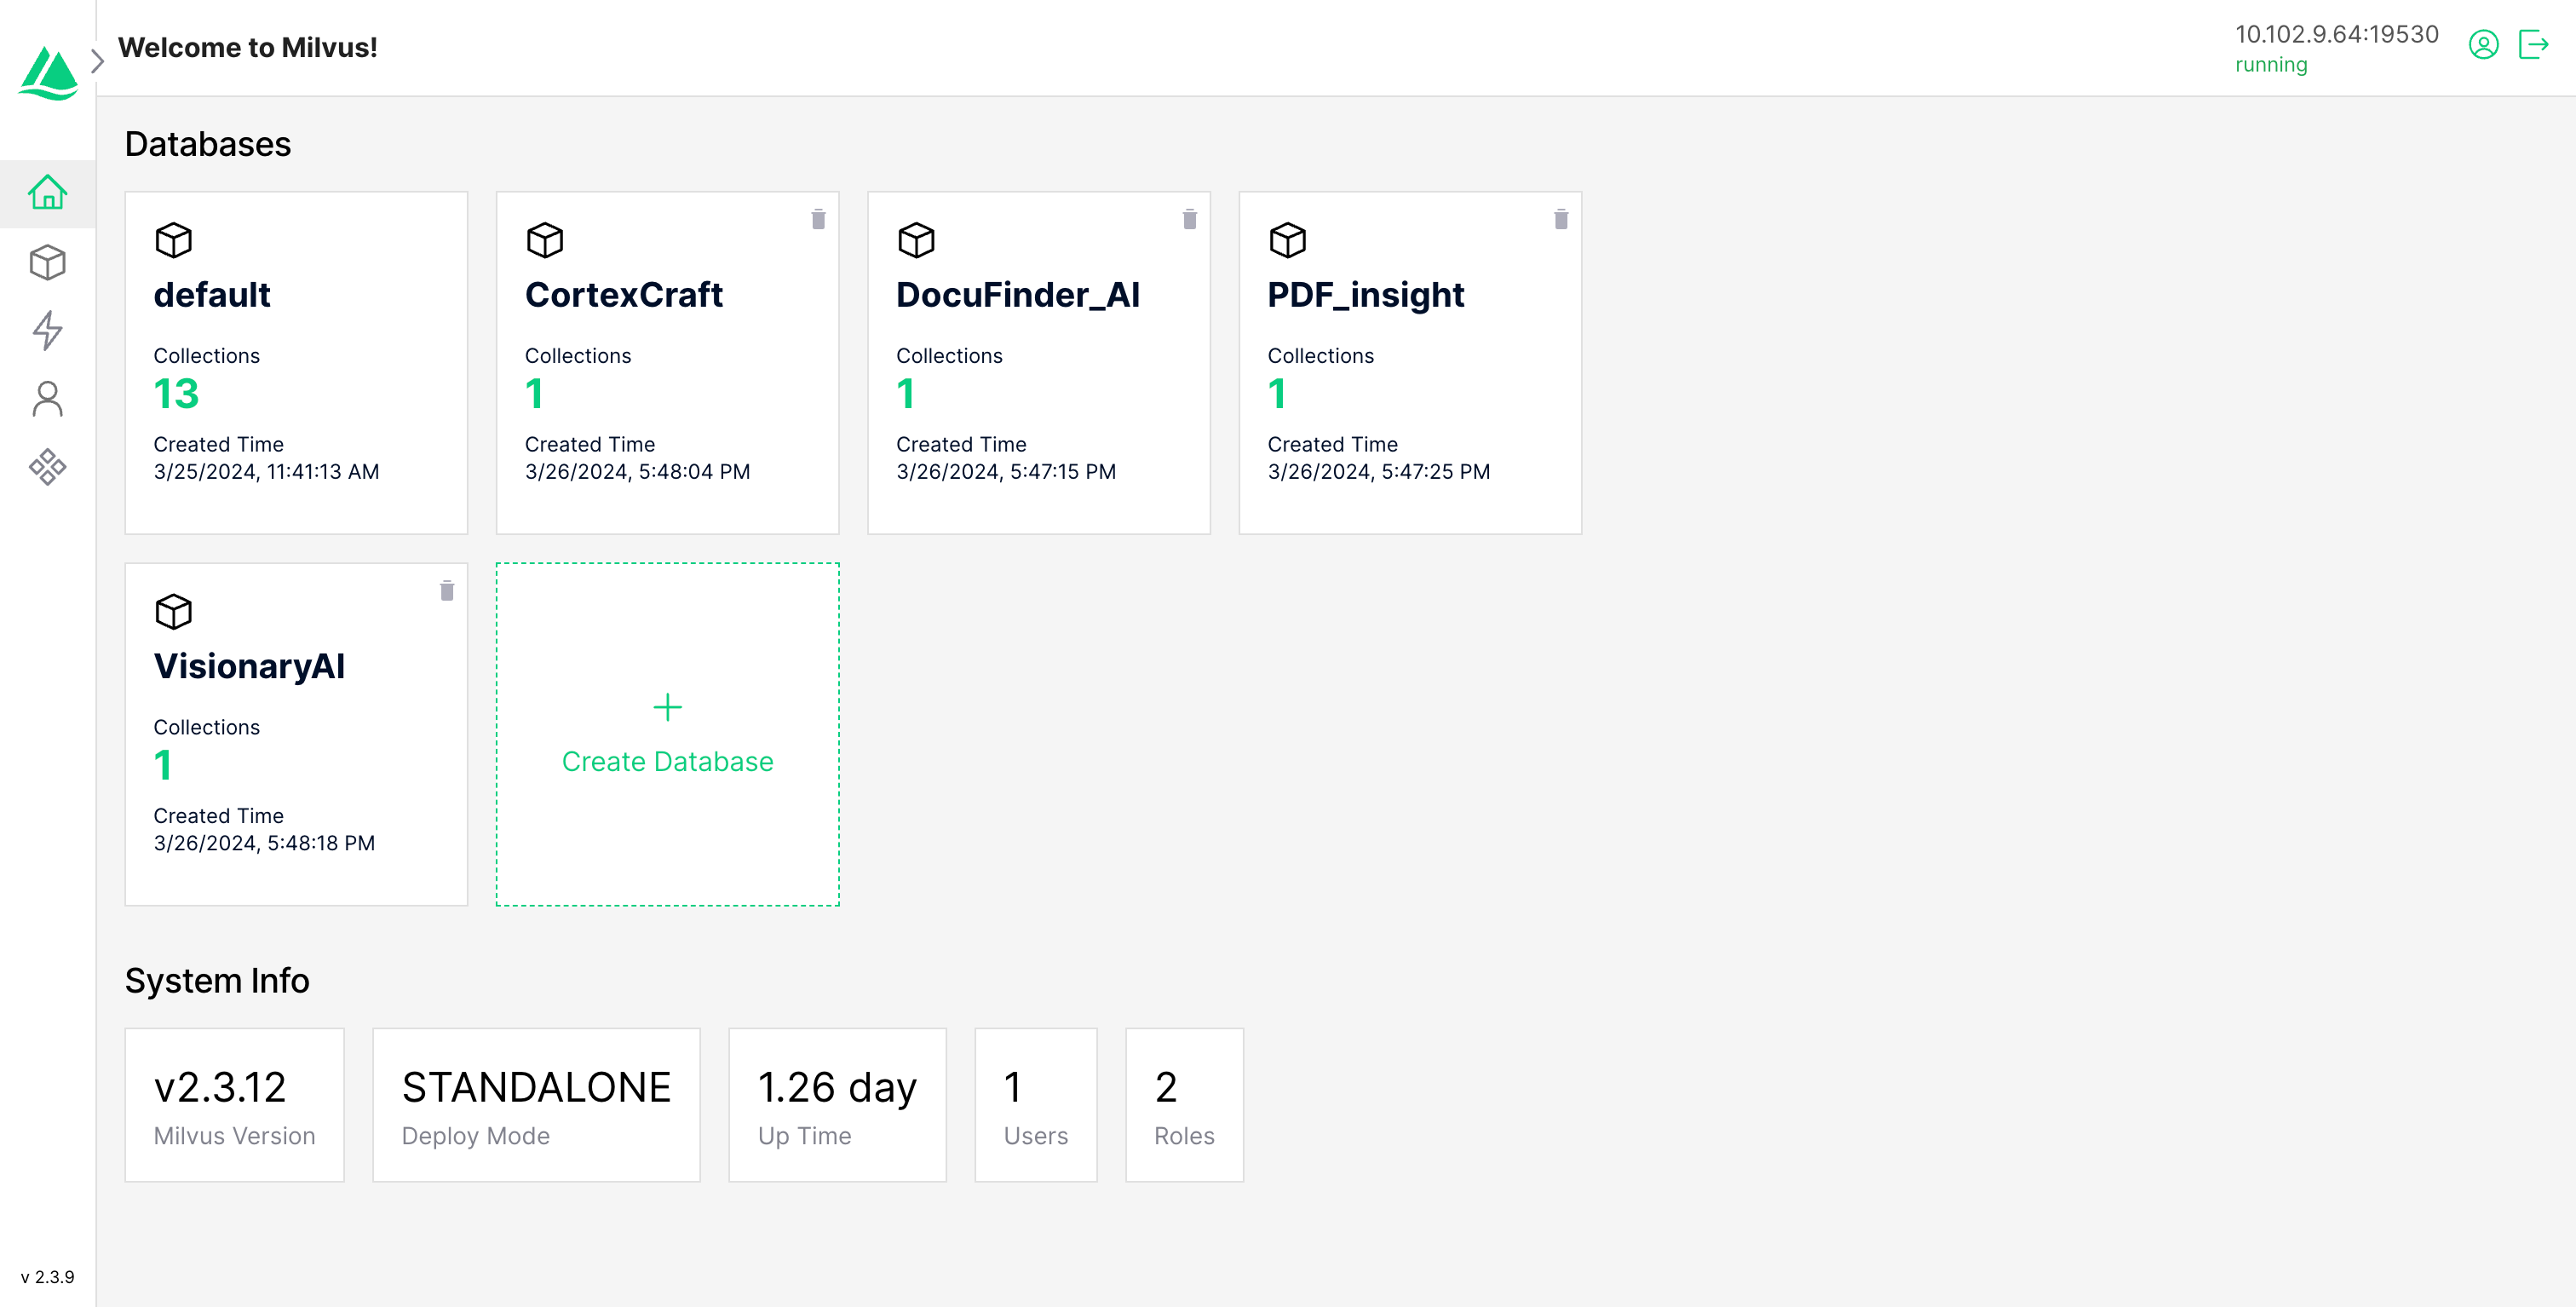 Welcome to Milvus!
10.102.9.64:19530
running
Databases
default
Collections
13
Created Time
3/25/2024, 11:41:13 AM
CortexCraft
Collections
1
Created Time
3/26/2024, 5:48:04 PM
DocuFinder_AI
Collections
1
Created Time
3/26/2024, 5:47:15 PM
PDF_insight
Collections
1
Created Time
3/26/2024, 5:47:25 PM
VisionaryAI
Collections
1
Created Time
3/26/2024, 5:48:18 PM
Create Database
System Info
v2.3.12
Milvus Version
STANDALONE
Deploy Mode
1.26 day
Up Time
1
Users
2
Roles
v 2.3.9